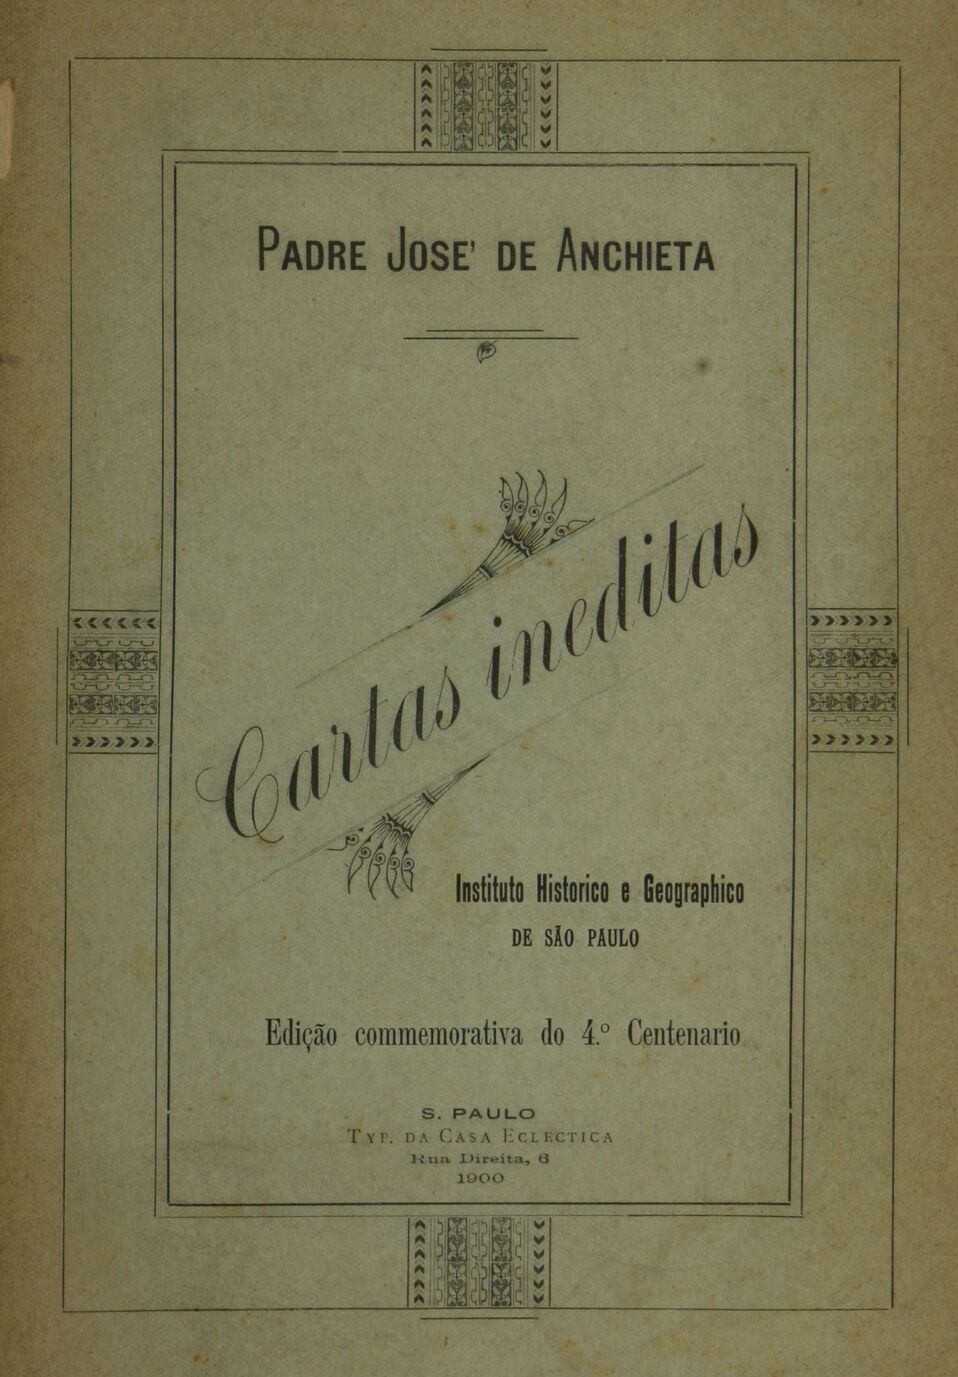 PADRE JOSE' DE ANCHIETA
Cartas ineditas
Instituto Historico e Geographico
DE SÃO PAULO
Edição commemorativa do 4.º Centenario
S. PAULO
TYP. DA CASA ECLECTICA
Rua Direita, 6
1900